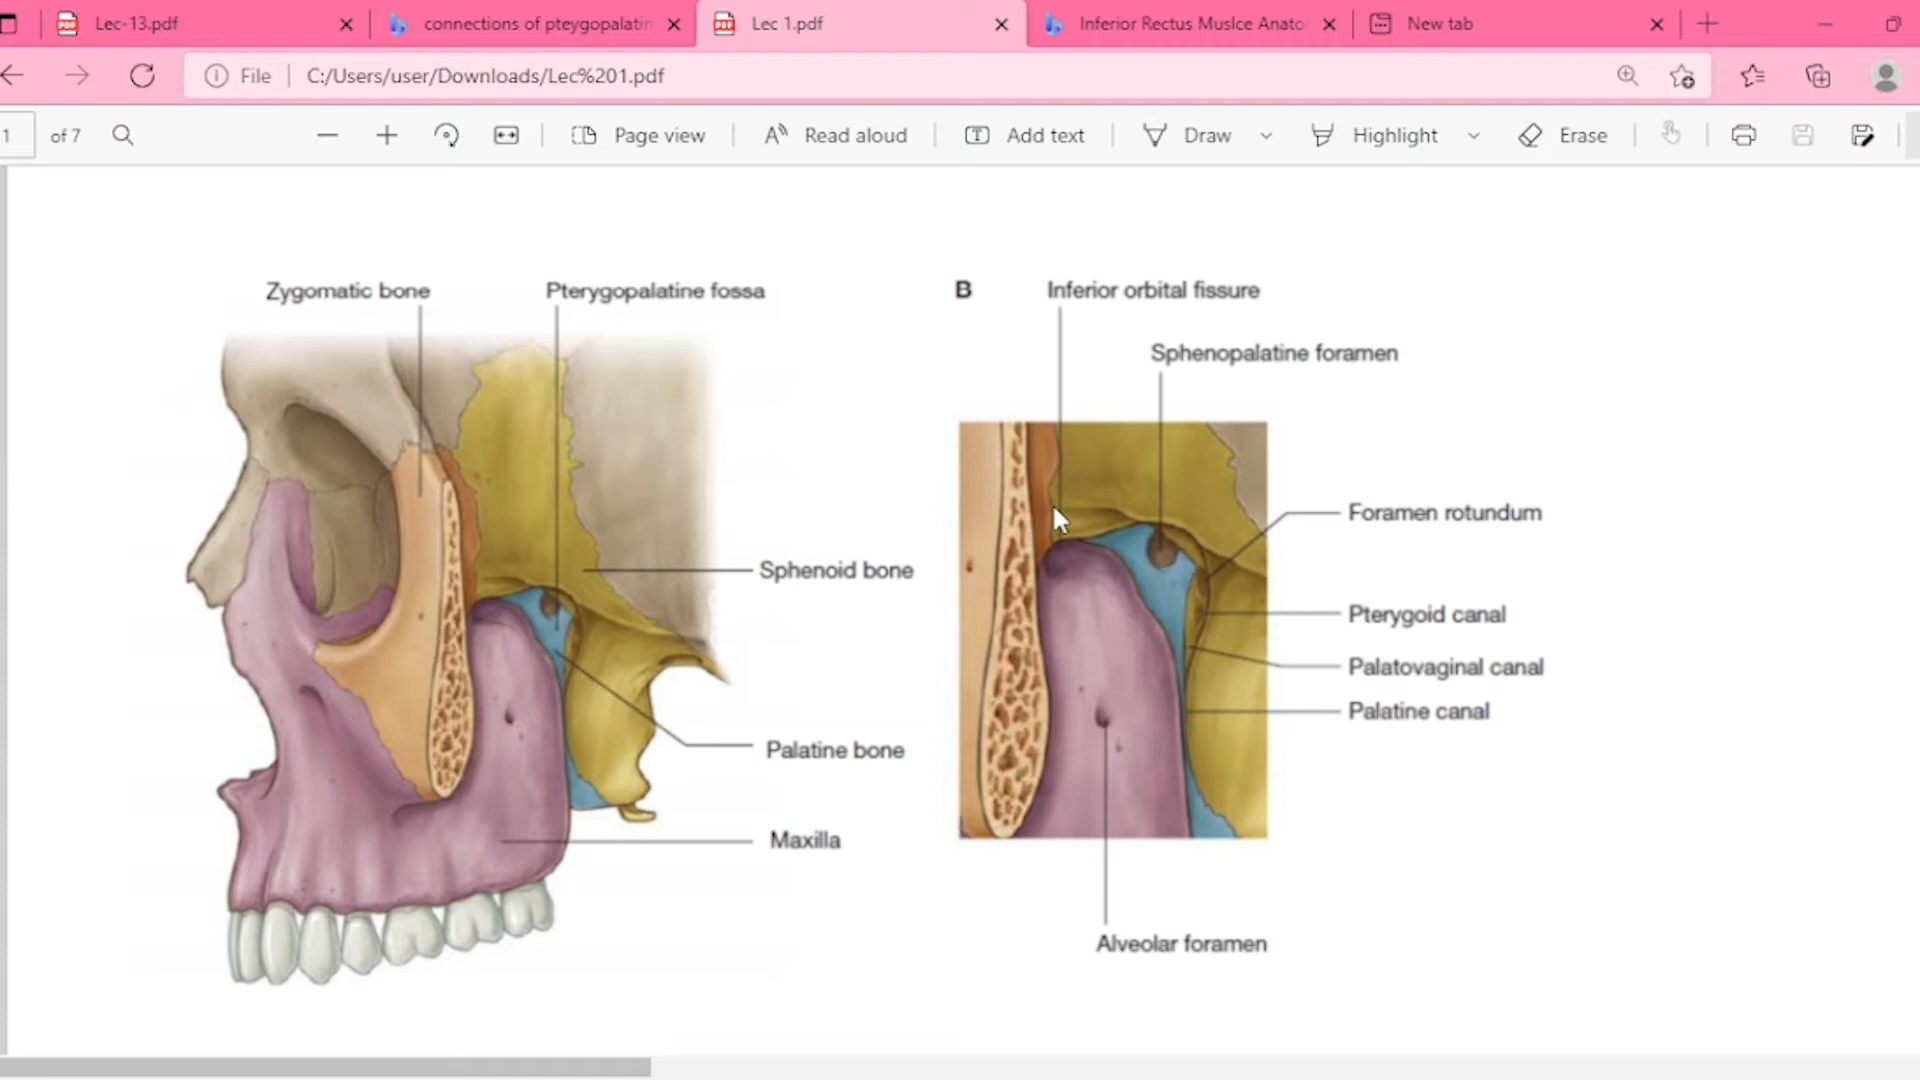 Lec-13.pdf
connections of pteygopalatin
Lec 1.pdf
Inferior Rectus Muslce Anato
New tab
File
C:/Users/user/Downloads/Lec%201.pdf
1 of 7
Page view
Read aloud
Add text
Draw
Highlight
Erase
Zygomatic bone
Pterygopalatine fossa
B
Inferior orbital fissure
Sphenopalatine foramen
Foramen rotundum
Sphenoid bone
Pterygoid canal
Palatovaginal canal
Palatine canal
Palatine bone
Maxilla
Alveolar foramen